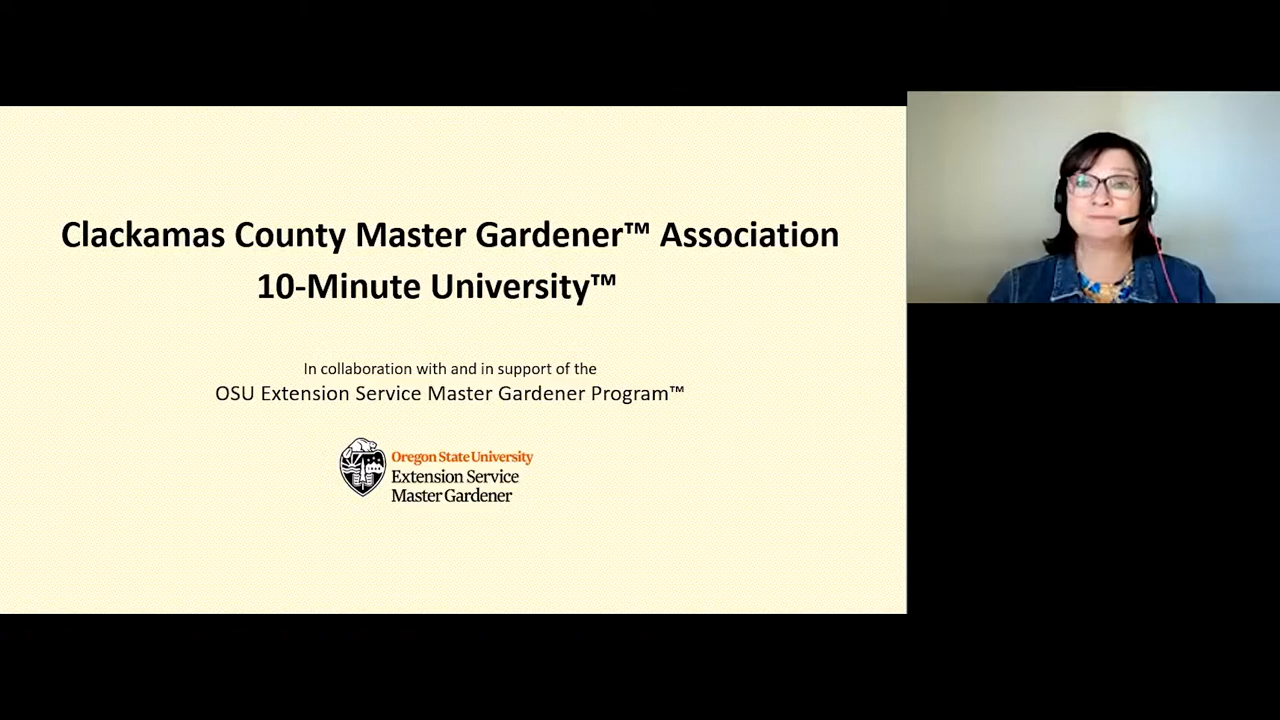 Clackamas County Master Gardener™ Association
10-Minute University™
In collaboration with and in support of the
OSU Extension Service Master Gardener Program™
Oregon State University
Extension Service
Master Gardener